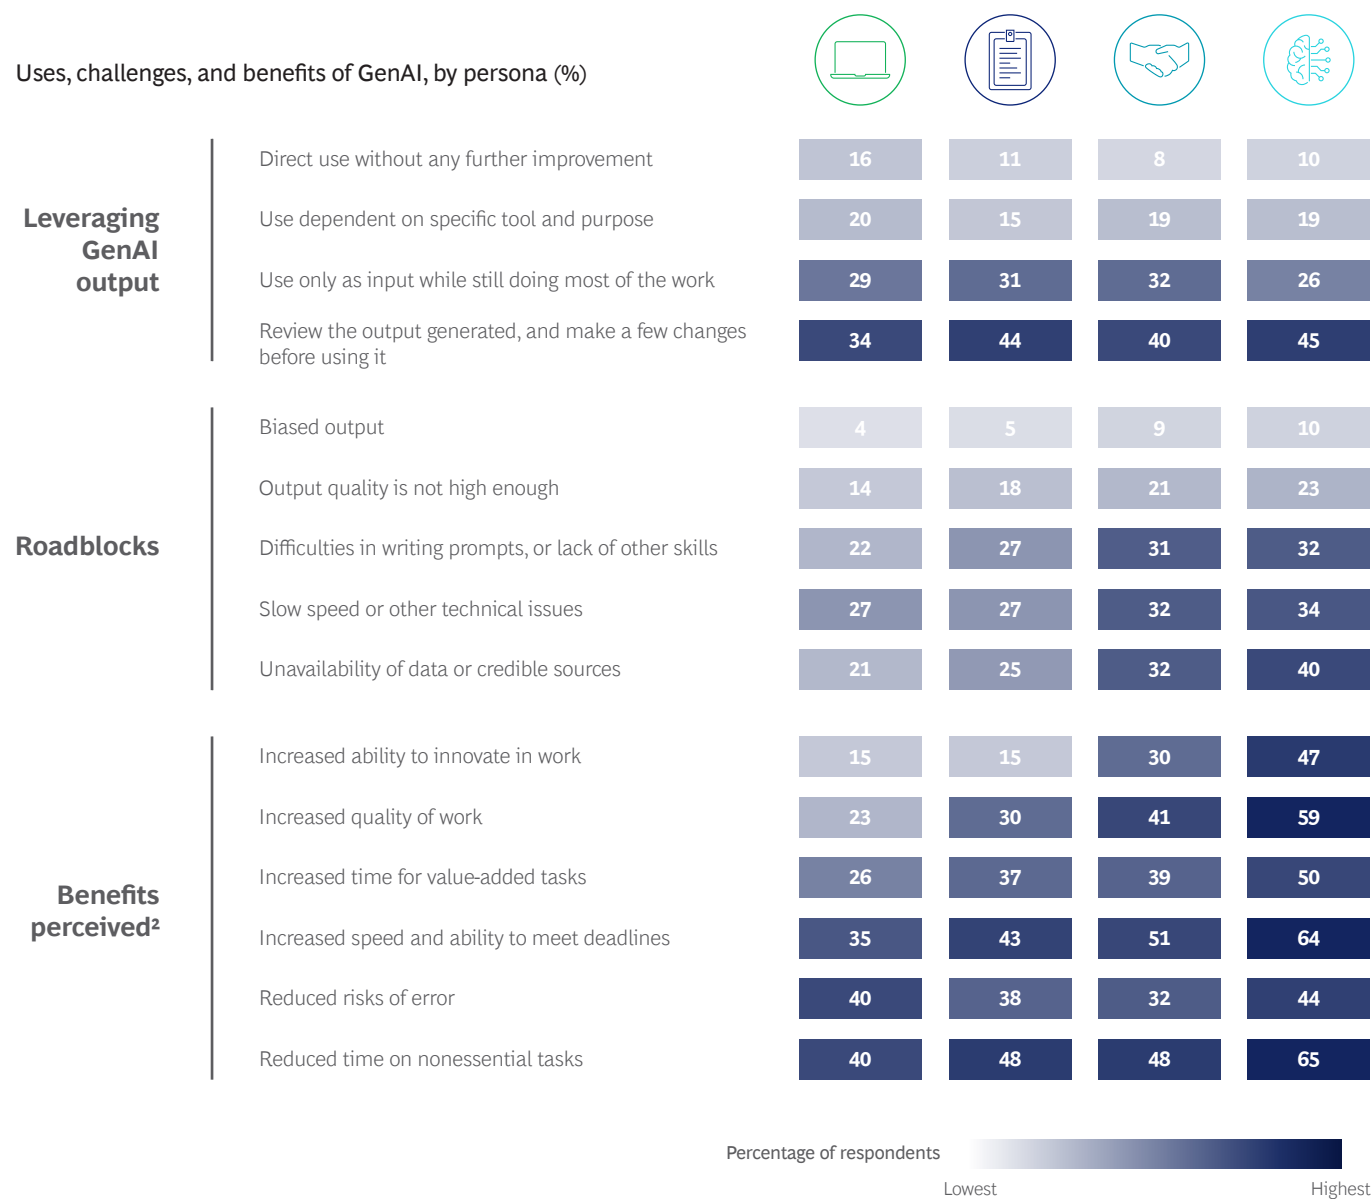 Uses, challenges, and benefits of GenAI, by persona (%)
Leveraging
GenAI
output
Direct use without any further improvement 16 11 8 10
Use dependent on specific tool and purpose 20 15 19 19
Use only as input while still doing most of the work 29 31 32 26
Review the output generated, and make a few changes
before using it 34 44 40 45
Roadblocks
Biased output 4 5 9 10
Output quality is not high enough 14 18 21 23
Difficulties in writing prompts, or lack of other skills 22 27 31 32
Slow speed or other technical issues 27 27 32 34
Unavailability of data or credible sources 21 25 32 40
Benefits
perceived²
Increased ability to innovate in work 15 15 30 47
Increased quality of work 23 30 41 59
Increased time for value-added tasks 26 37 39 50
Increased speed and ability to meet deadlines 35 43 51 64
Reduced risks of error 40 38 32 44
Reduced time on nonessential tasks 40 48 48 65
Percentage of respondents
Lowest Highest